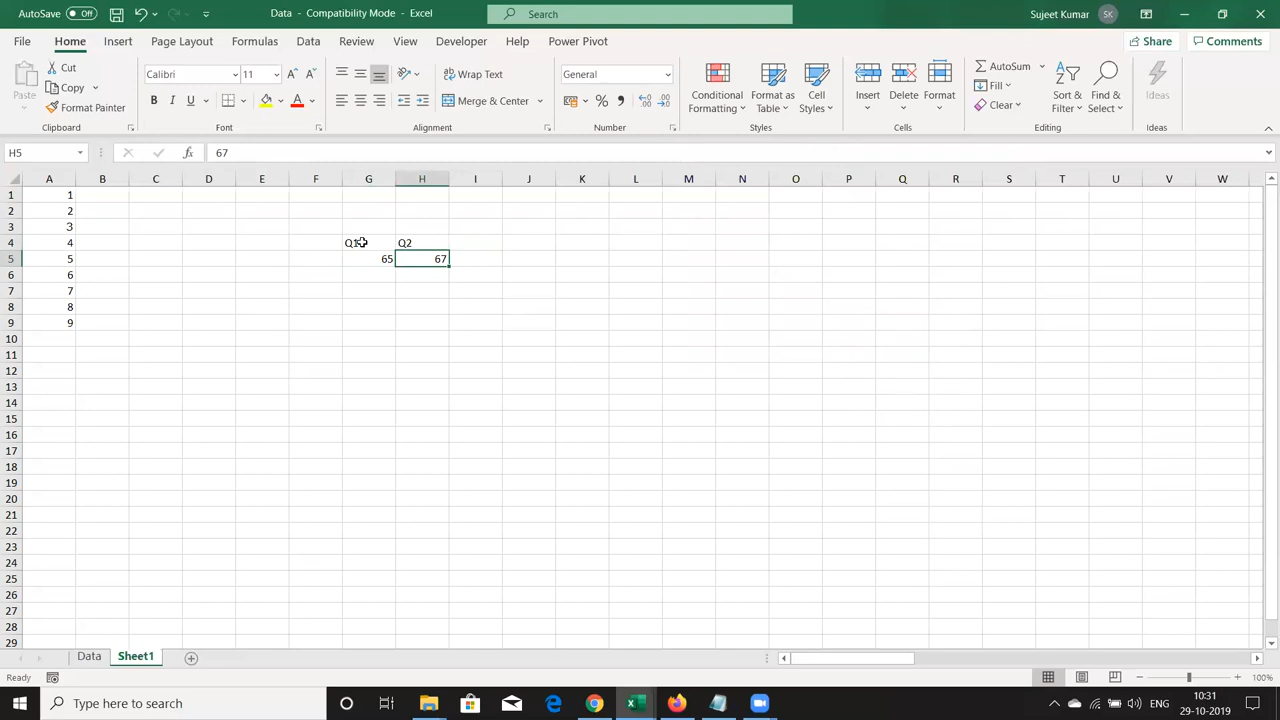 AutoSave Off Data - Compatibility Mode - Excel Search Sujeet Kumar SK
File Home Insert Page Layout Formulas Data Review View Developer Help Power Pivot Share Comments
Paste Cut Copy Format Painter Clipboard
Calibri 11 B I U A Font
Wrap Text Merge & Center Alignment
General % Number
Conditional Formatting Format as Table Cell Styles Styles
Insert Delete Format Cells
AutoSum Fill Clear Sort & Filter Find & Select Editing
Ideas Ideas
H5 fx 67
A B C D E F G H I J K L M N O P Q R S T U V W
1 1
2 2
3 3
4 4 Q1 Q2
5 5 65 67
6 6
7 7
8 8
9 9
10
11
12
13
14
15
16
17
18
19
20
21
22
23
24
25
26
27
28
29
Data Sheet1
Ready 100%
Type here to search ENG 10:31
29-10-2019